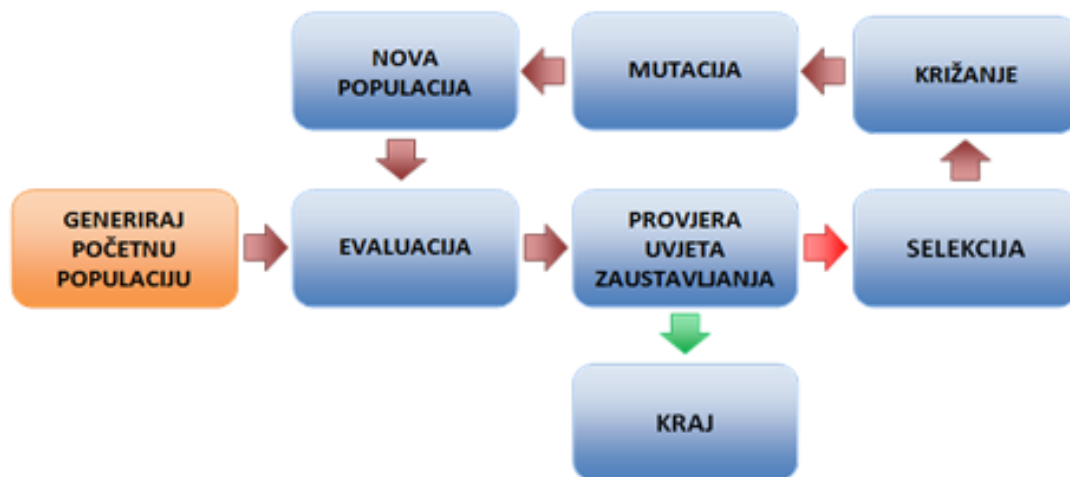 NOVA
POPULACIJA
MUTACIJA
KRIŽANJE
GENERIRAJ
POČETNU
POPULACIJU
EVALUACIJA
PROVJERA
UVJETA
ZAUSTAVLJANJA
SELEKCIJA
KRAJ